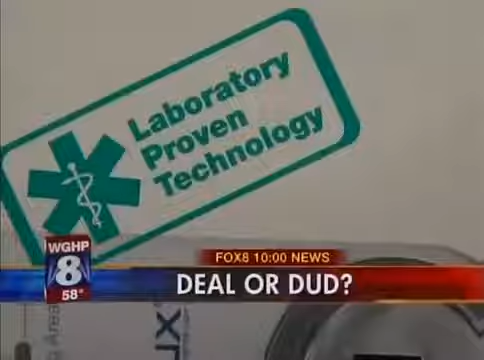 Laboratory
Proven
Technology
WGHP
8
58°
FOX8 10:00 NEWS
DEAL OR DUD?